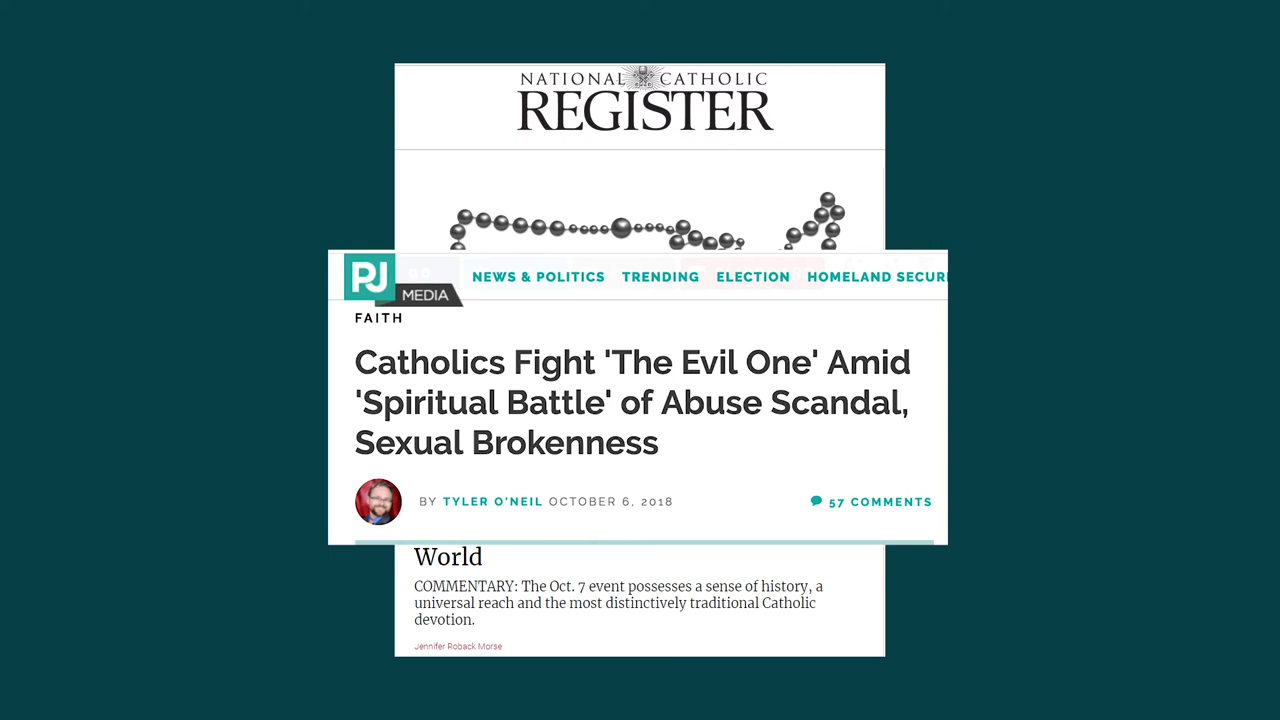 NATIONAL CATHOLIC
REGISTER
PJ
MEDIA
NEWS & POLITICS TRENDING ELECTION HOMELAND SECURI
FAITH
Catholics Fight 'The Evil One' Amid
'Spiritual Battle' of Abuse Scandal,
Sexual Brokenness
BY TYLER O'NEIL OCTOBER 6, 2018
57 COMMENTS
World
COMMENTARY: The Oct. 7 event possesses a sense of history, a
universal reach and the most distinctively traditional Catholic
devotion.
Jennifer Roback Morse